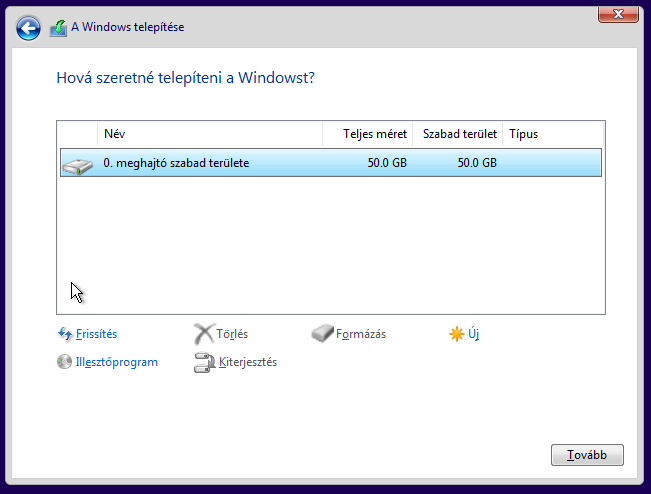 A Windows telepítése
Hová szeretné telepíteni a Windowst?
Név Teljes méret Szabad terület Típus
0. meghajtó szabad területe 50.0 GB 50.0 GB
Frissítés Törlés Formázás Új
Illesztőprogram Kiterjesztés
Tovább